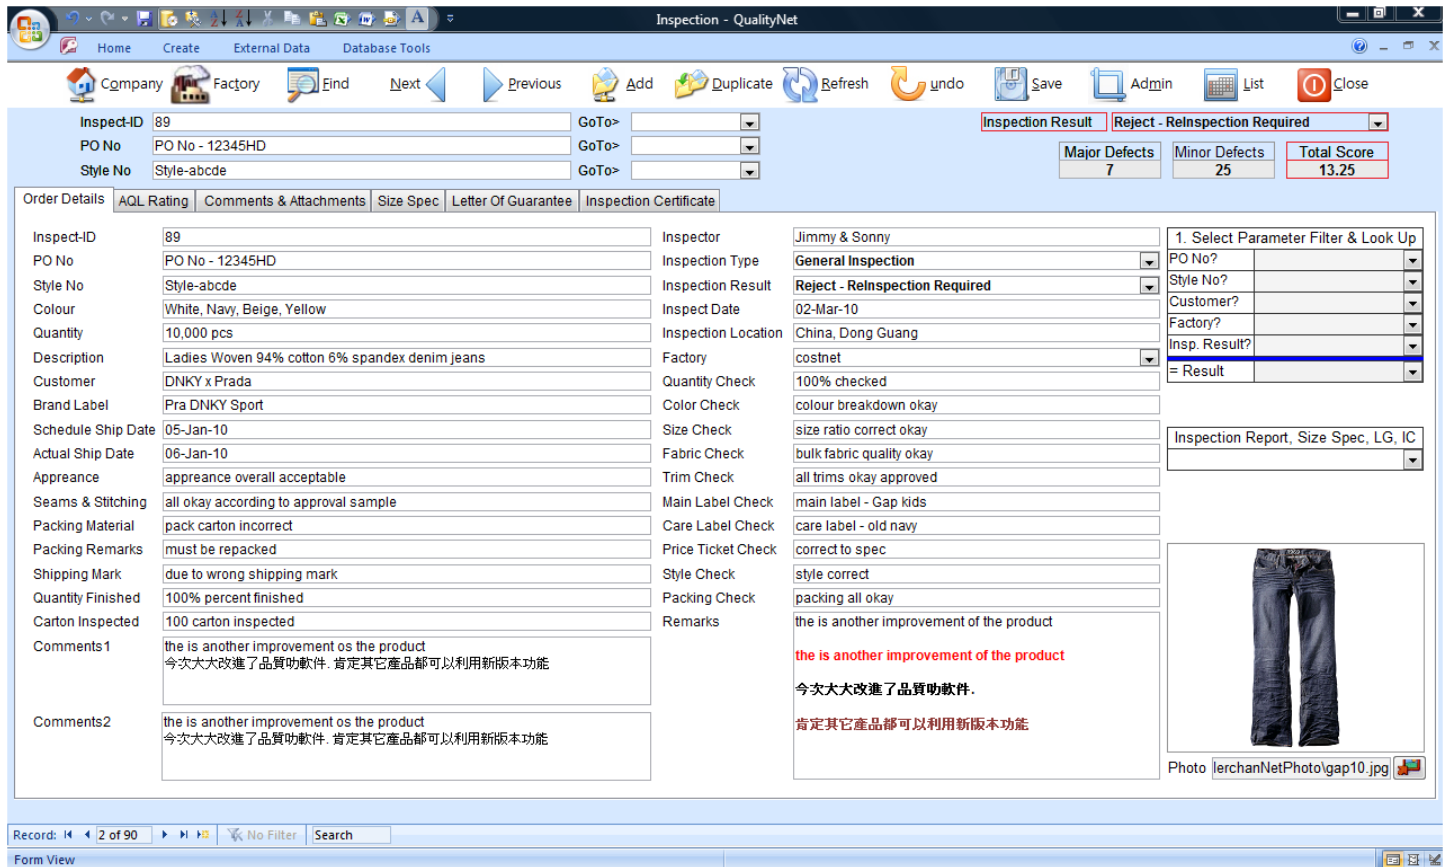 Inspection - QualityNet
Home Create External Data Database Tools
Company Factory Find Next Previous Add Duplicate Refresh undo Save Admin List Close
Inspect-ID 89 GoTo> Inspection Result Reject - ReInspection Required
PO No PO No - 12345HD GoTo> Major Defects Minor Defects Total Score
Style No Style-abcde GoTo> 7 25 13.25
Order Details AQL Rating Comments & Attachments Size Spec Letter Of Guarantee Inspection Certificate
Inspect-ID 89 Inspector Jimmy & Sonny 1. Select Parameter Filter & Look Up
PO No PO No - 12345HD Inspection Type General Inspection PO No?
Style No Style-abcde Inspection Result Reject - ReInspection Required Style No?
Colour White, Navy, Beige, Yellow Inspect Date 02-Mar-10 Customer?
Quantity 10,000 pcs Inspection Location China, Dong Guang Factory?
Description Ladies Woven 94% cotton 6% spandex denim jeans Factory costnet Insp. Result?
Customer DNKY x Prada Quantity Check 100% checked = Result
Brand Label Pra DNKY Sport Color Check colour breakdown okay
Schedule Ship Date 05-Jan-10 Size Check size ratio correct okay Inspection Report, Size Spec, LG, IC
Actual Ship Date 06-Jan-10 Fabric Check bulk fabric quality okay
Appreance appreance overall acceptable Trim Check all trims okay approved
Seams & Stitching all okay according to approval sample Main Label Check main label - Gap kids
Packing Material pack carton incorrect Care Label Check care label - old navy
Packing Remarks must be repacked Price Ticket Check correct to spec
Shipping Mark due to wrong shipping mark Style Check style correct
Quantity Finished 100% percent finished Packing Check packing all okay
Carton Inspected 100 carton inspected Remarks the is another improvement of the product
Comments1 the is another improvement os the product
今次大大改進了品質助軟件. 肯定其它產品都可以利用新版本功能
the is another improvement of the product
今次大大改進了品質助軟件.
Comments2 the is another improvement os the product
今次大大改進了品質助軟件. 肯定其它產品都可以利用新版本功能
肯定其它產品都可以利用新版本功能
Photo lerchanNetPhoto\gap10.jpg
Record: 2 of 90 No Filter Search
Form View